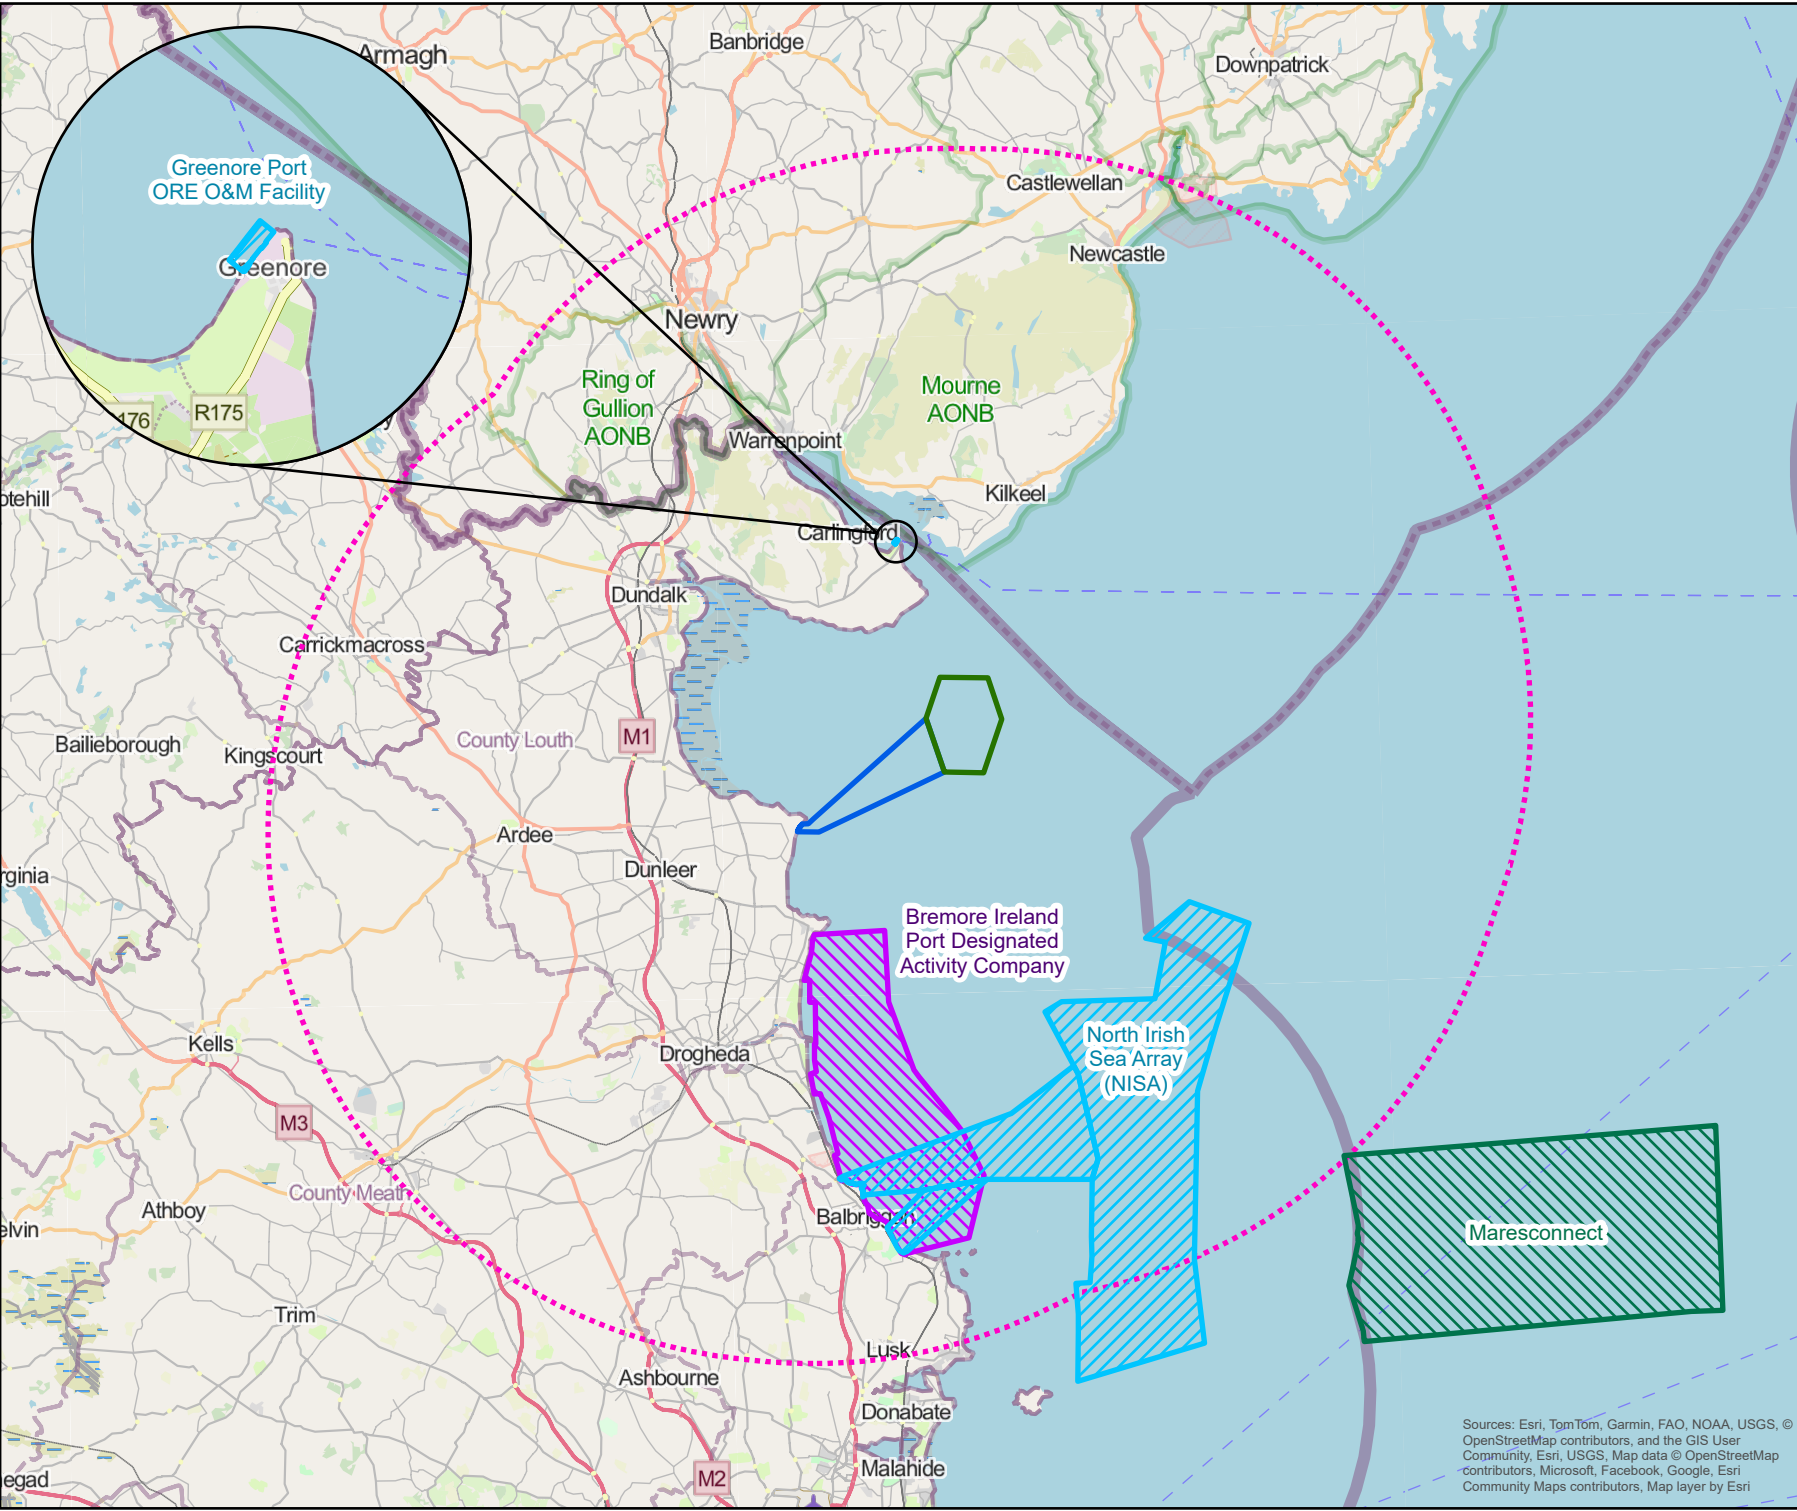 Armagh
Banbridge
Downpatrick
Greenore Port
ORE O&M Facility
Greenore
Castlewellan
Newcastle
Newry
Ring of
Gullion
AONB
Mourne
AONB
176
R175
Warrenpoint
Kilkeel
otehill
Carlingford
Dundalk
Carrickmacross
County Louth
M1
Bailieborough
Kingscourt
Ardee
Dunleer
rginia
Bremore Ireland
Port Designated
Activity Company
North Irish
Sea Array
(NISA)
Kells
Drogheda
M3
County Meath
Athboy
elvin
Balbriggan
Maresconnect
Trim
Lusk
Ashbourne
Donabate
Malahide
M2
egad
Sources: Esri, TomTom, Garmin, FAO, NOAA, USGS, ©
OpenStreetMap contributors, and the GIS User
Community, Esri, USGS, Map data © OpenStreetMap
contributors, Microsoft, Facebook, Google, Esri
Community Maps contributors, Map layer by Esri